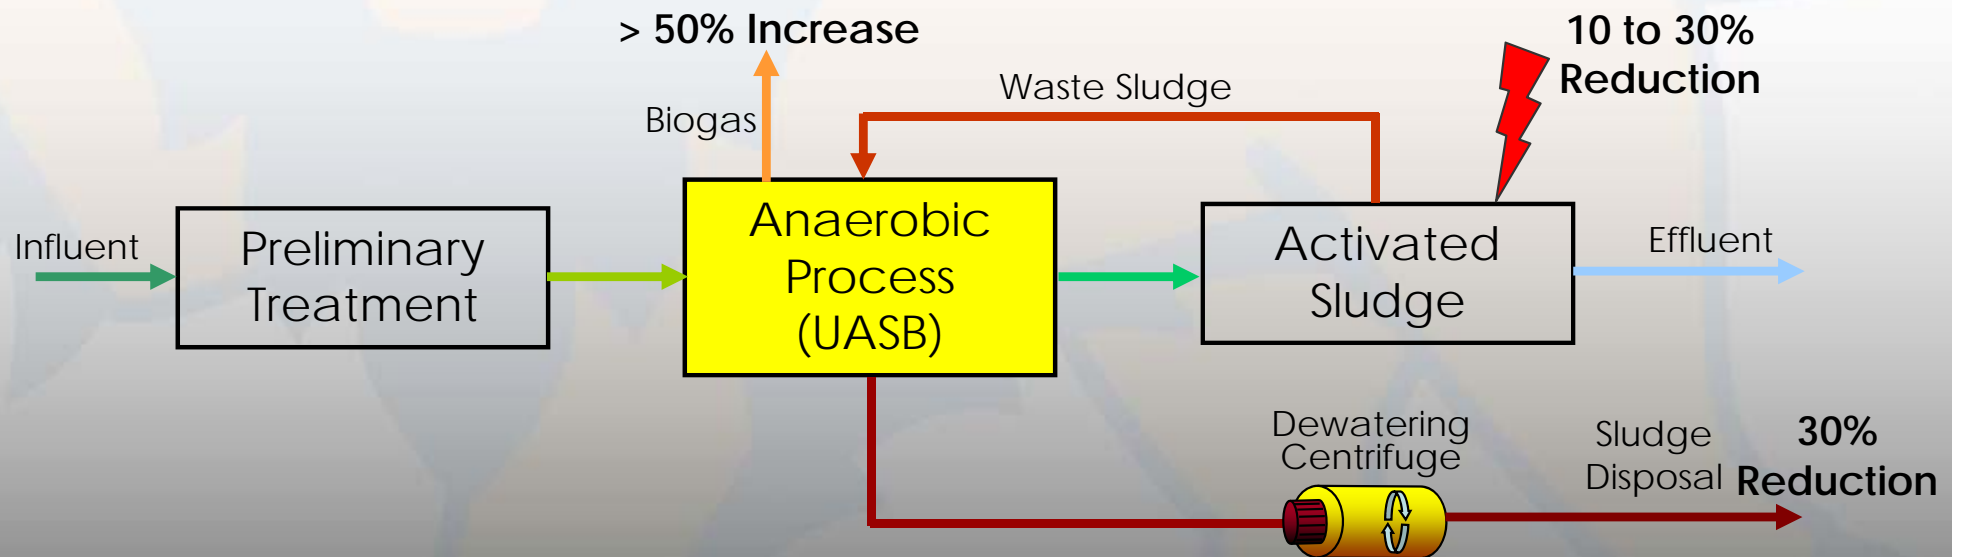 > 50% Increase
10 to 30%
Reduction
Waste Sludge
Biogas
Influent
Preliminary
Treatment
Anaerobic
Process
(UASB)
Activated
Sludge
Effluent
Dewatering
Centrifuge
Sludge
Disposal
30%
Reduction